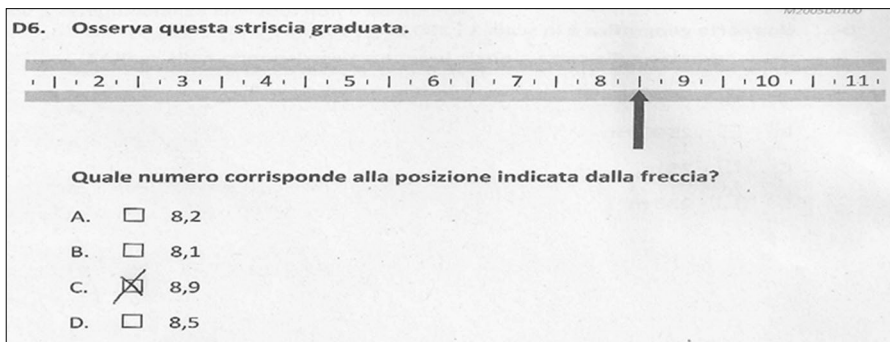 M2005D0100
D6. Osserva questa striscia graduata.
2 3 4 5 6 7 8 9 10 11
Quale numero corrisponde alla posizione indicata dalla freccia?
A. 8,2
B. 8,1
C. 8,9
D. 8,5